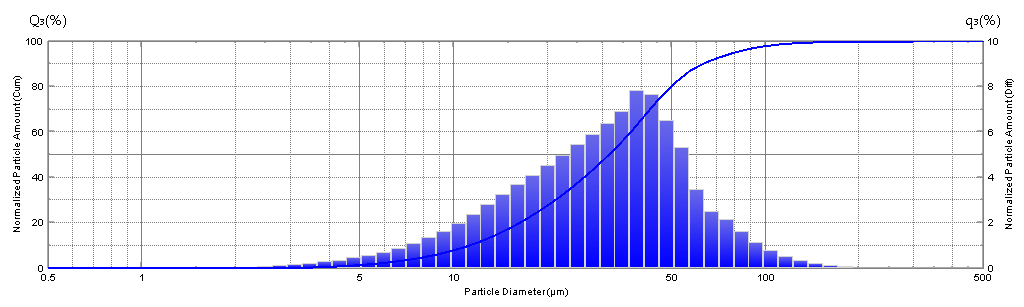 Q3(%) q3(%)
100 10
80 8
60 6
40 4
20 2
0 0
0.5 1 5 10 50 100 500
Normalized Particle Amount (Cum)
Normalized Particle Amount (Diff)
Particle Diameter (μm)